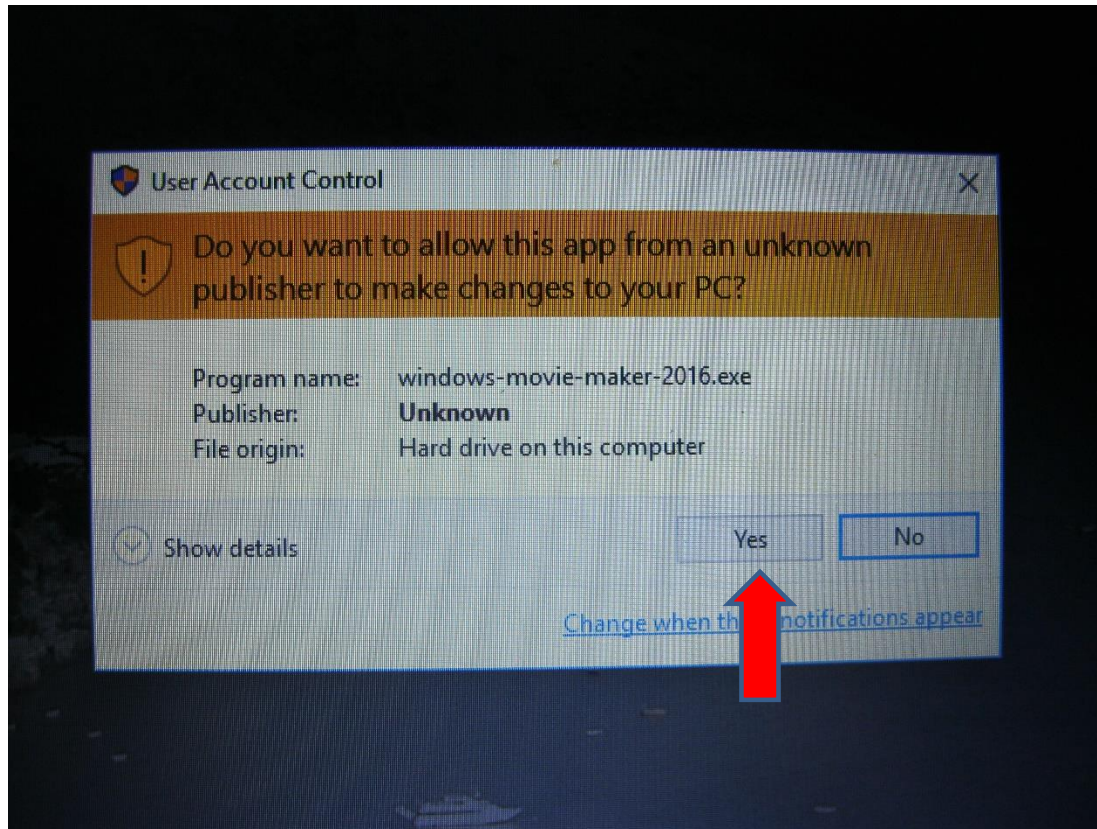 User Account Control
Do you want to allow this app from an unknown
publisher to make changes to your PC?
Program name: windows-movie-maker-2016.exe
Publisher: Unknown
File origin: Hard drive on this computer
Show details
Yes
No
Change when notifications appear